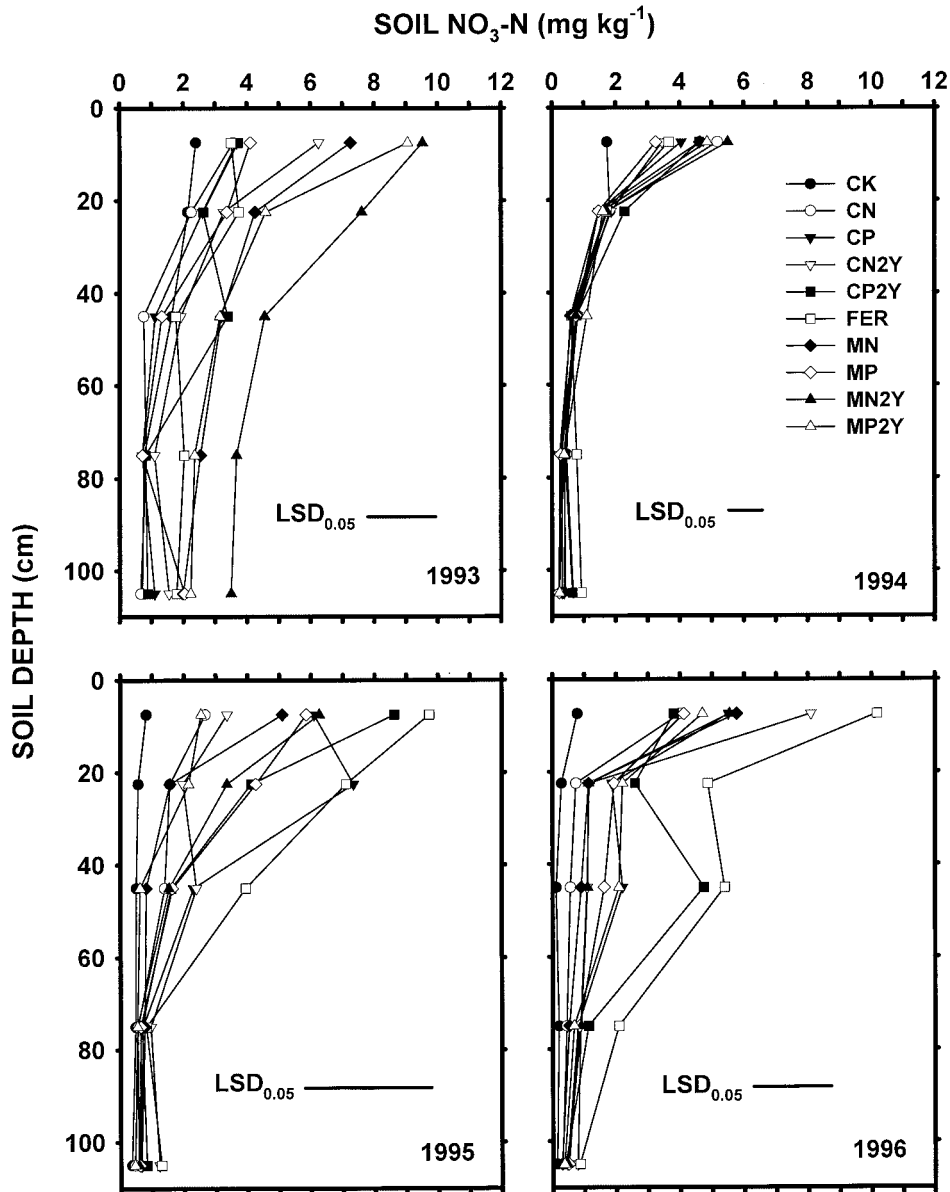 SOIL NO₃-N (mg kg⁻¹)
0 2 4 6 8 10 12
0 2 4 6 8 10 12
SOIL DEPTH (cm)
0
20
40
60
80
100
LSD₀.₀₅
1993
CK
CN
CP
CN2Y
CP2Y
FER
MN
MP
MN2Y
MP2Y
LSD₀.₀₅
1994
0
20
40
60
80
100
LSD₀.₀₅
1995
LSD₀.₀₅
1996